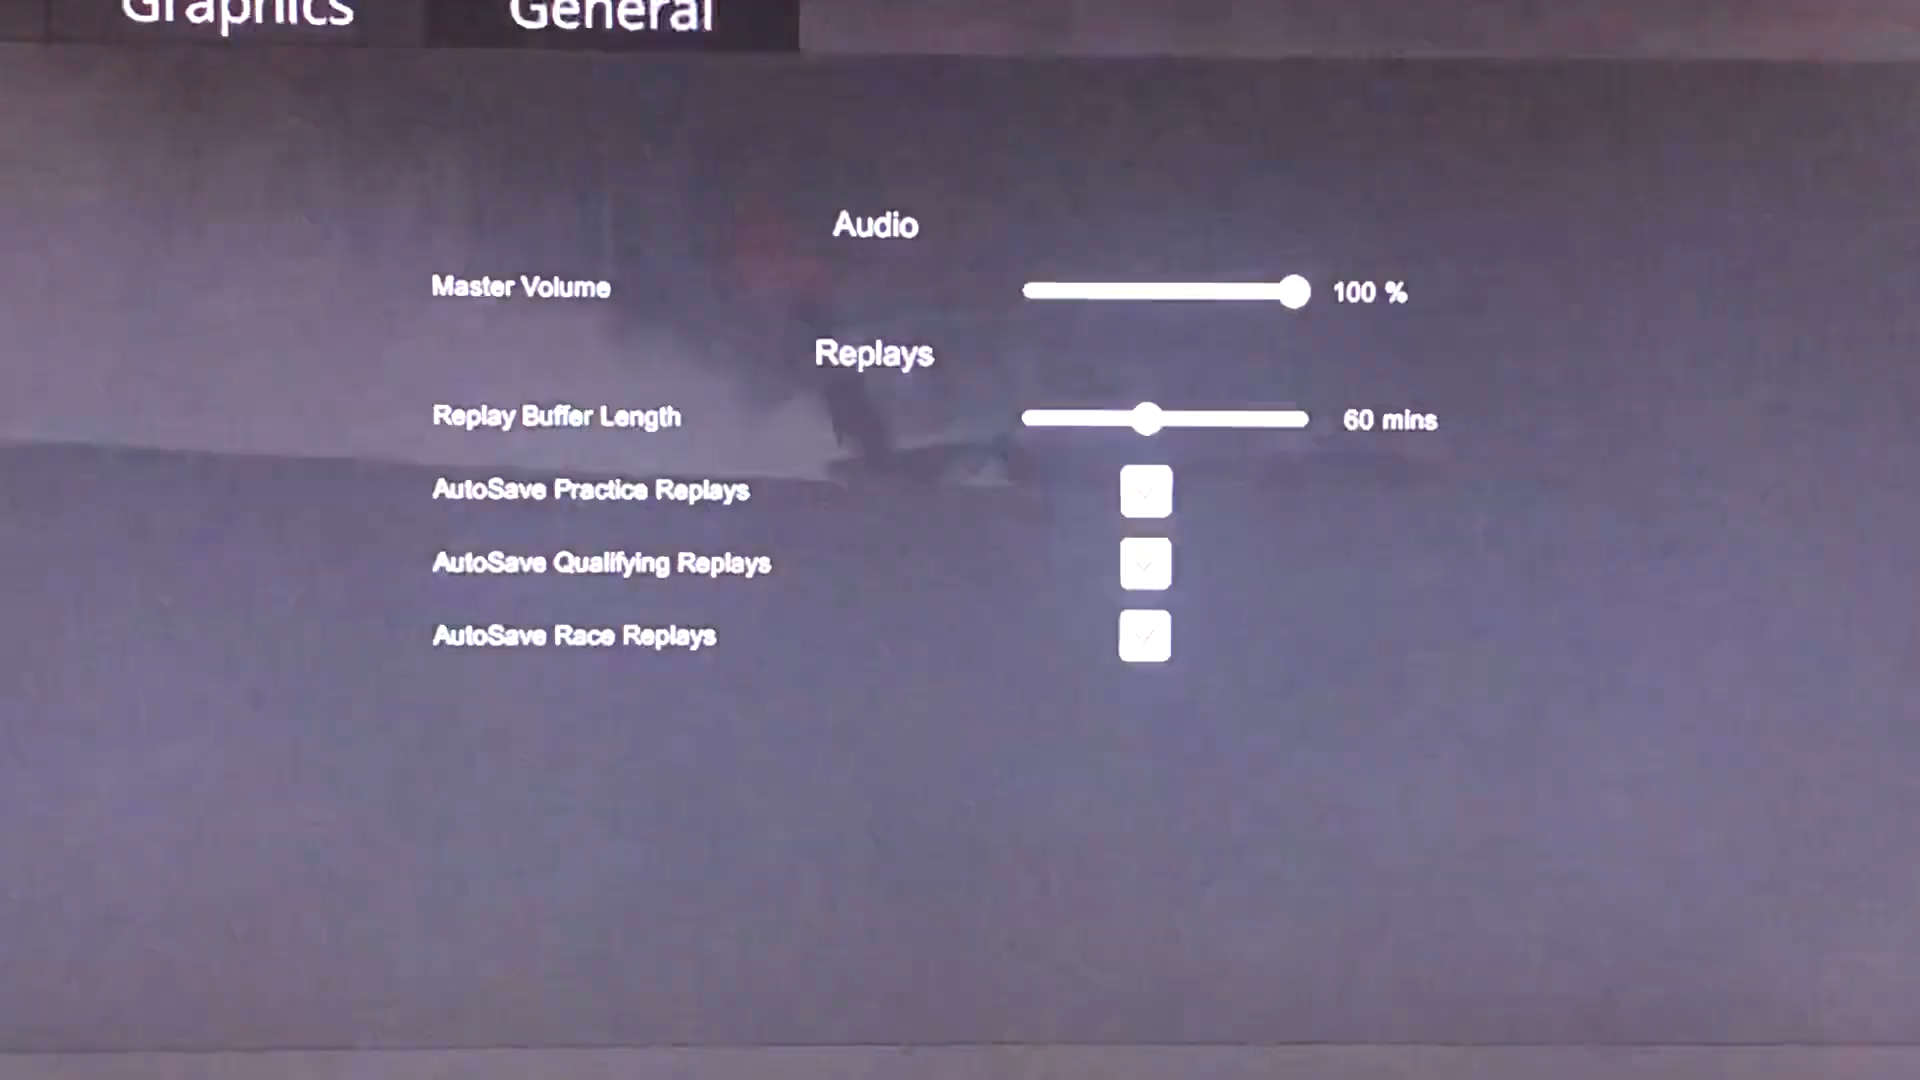 Graphics General
Audio
Master Volume 100 %
Replays
Replay Buffer Length 60 mins
AutoSave Practice Replays
AutoSave Qualifying Replays
AutoSave Race Replays